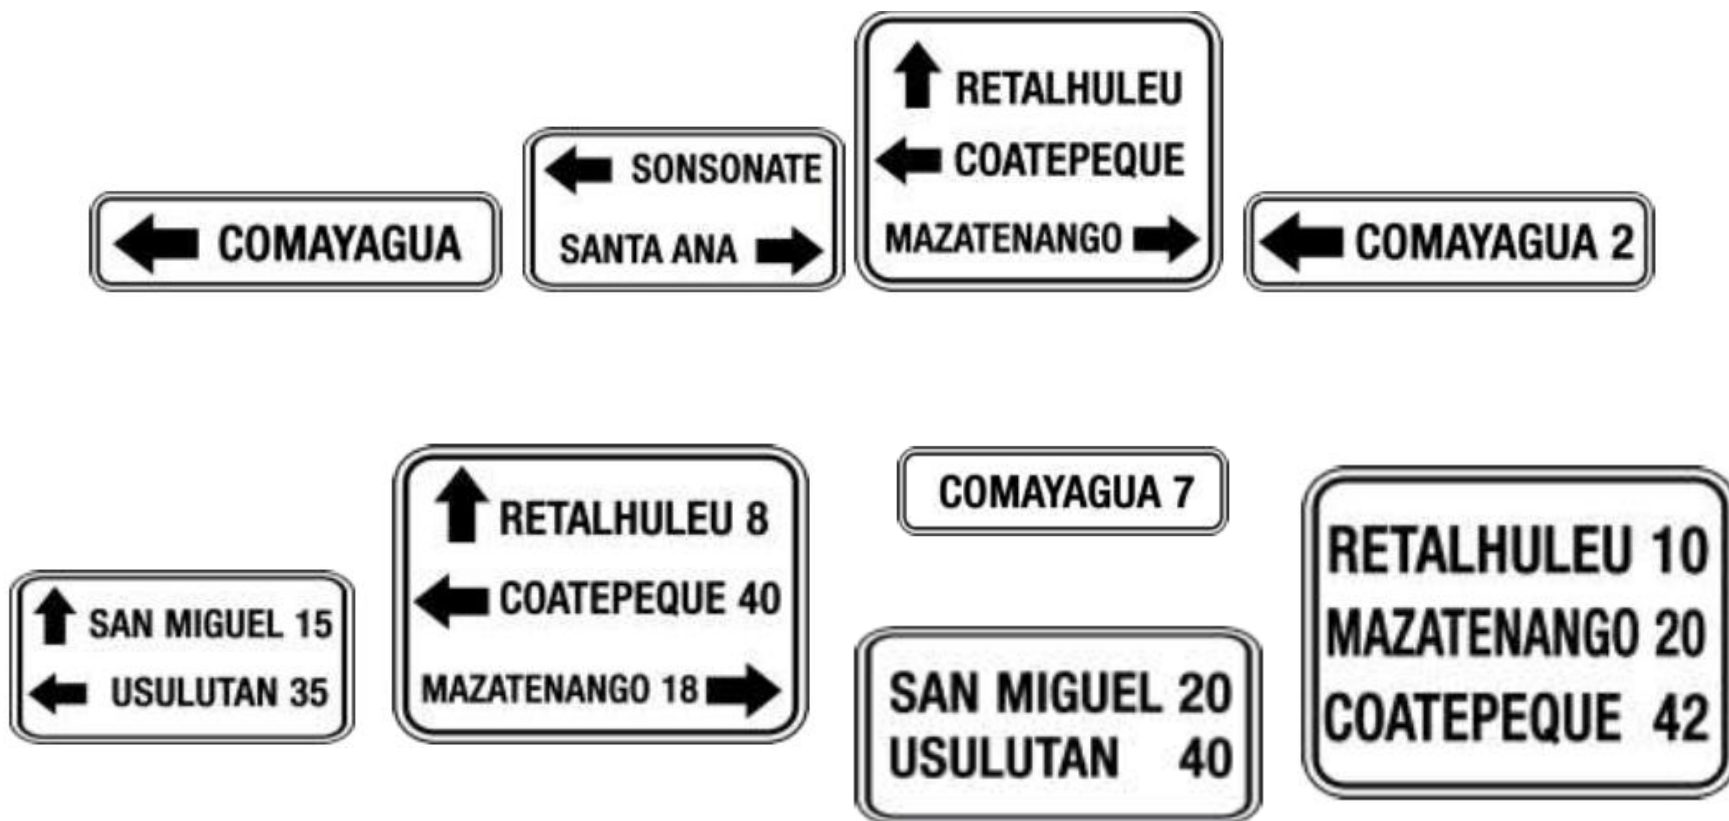 COMAYAGUA
SONSONATE
SANTA ANA
RETALHULEU
COATEPEQUE
MAZATENANGO
COMAYAGUA 2
SAN MIGUEL 15
USULUTAN 35
RETALHULEU 8
COATEPEQUE 40
MAZATENANGO 18
COMAYAGUA 7
SAN MIGUEL 20
USULUTAN 40
RETALHULEU 10
MAZATENANGO 20
COATEPEQUE 42